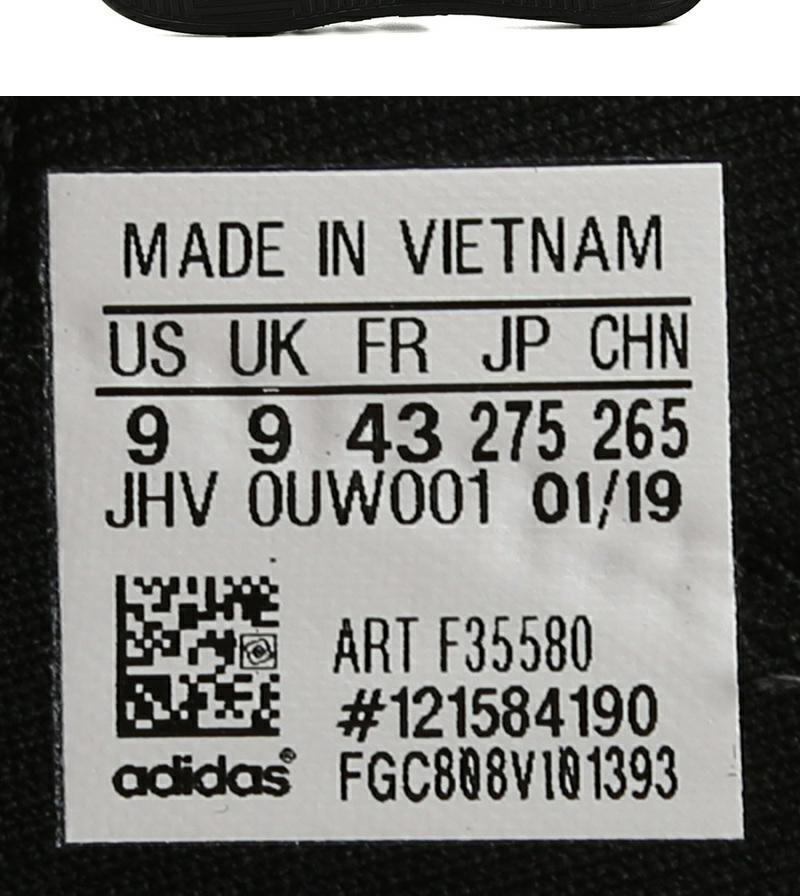 MADE IN VIETNAM
US UK FR JP CHN
9 9 43 275 265
JHV 0UW001 01/19
ART F35580
#121584190
adidas® FGC808V101393